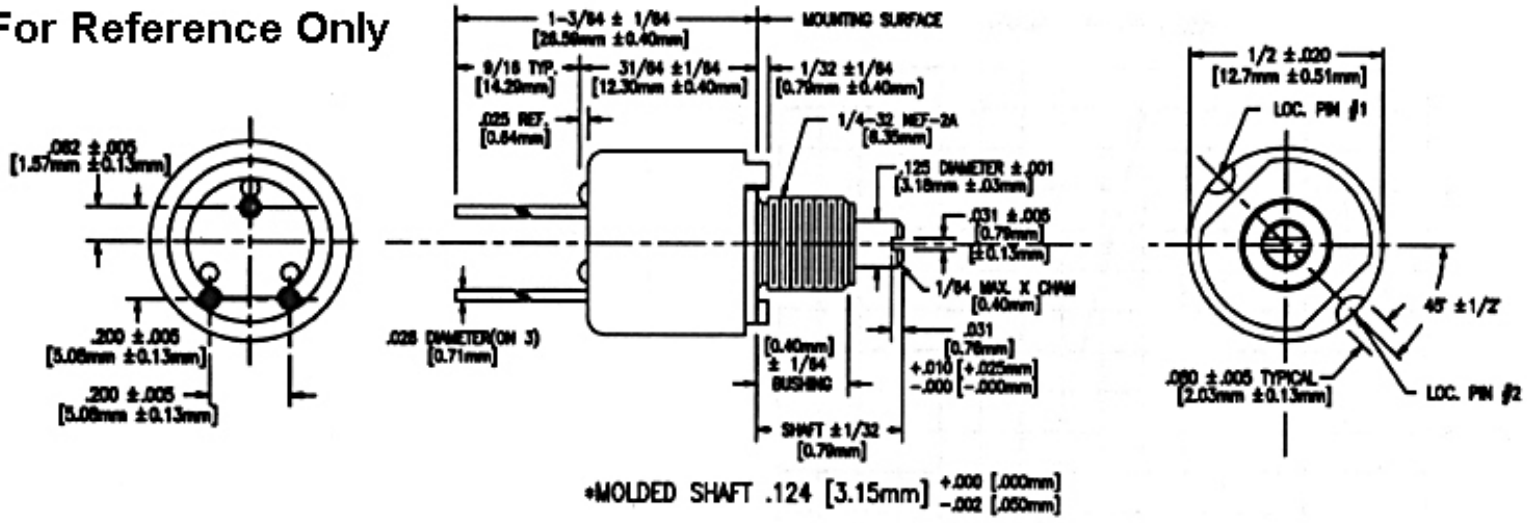 For Reference Only
1-3/64 ± 1/64
[26.59mm ±0.40mm]
MOUNTING SURFACE
9/16 TYP.
[14.29mm]
31/64 ±1/64
[12.30mm ±0.40mm]
1/32 ±1/64
[0.79mm ±0.40mm]
.025 REF.
[0.64mm]
1/4-32 NEF-2A
[6.35mm]
.125 DIAMETER ±.001
[3.18mm ±.03mm]
.031 ±.005
[0.79mm]
[±0.13mm]
1/64 MAX. X CHAM
[0.40mm]
.031
[0.78mm]
+.010 [+.025mm]
-.000 [-.000mm]
[0.40mm]
± 1/64
BUSHING
SHAFT ±1/32
[0.79mm]
.028 DIAMETER(ON 3)
[0.71mm]
.062 ±.005
[1.57mm ±0.13mm]
.200 ±.005
[5.08mm ±0.13mm]
.200 ±.005
[5.08mm ±0.13mm]
1/2 ±.020
[12.7mm ±0.51mm]
LOC. PIN #1
45° ±1/2°
.080 ±.005 TYPICAL
[2.03mm ±0.13mm]
LOC. PIN #2
*MOLDED SHAFT .124 [3.15mm] +.000 [.000mm]
-.002 [.050mm]